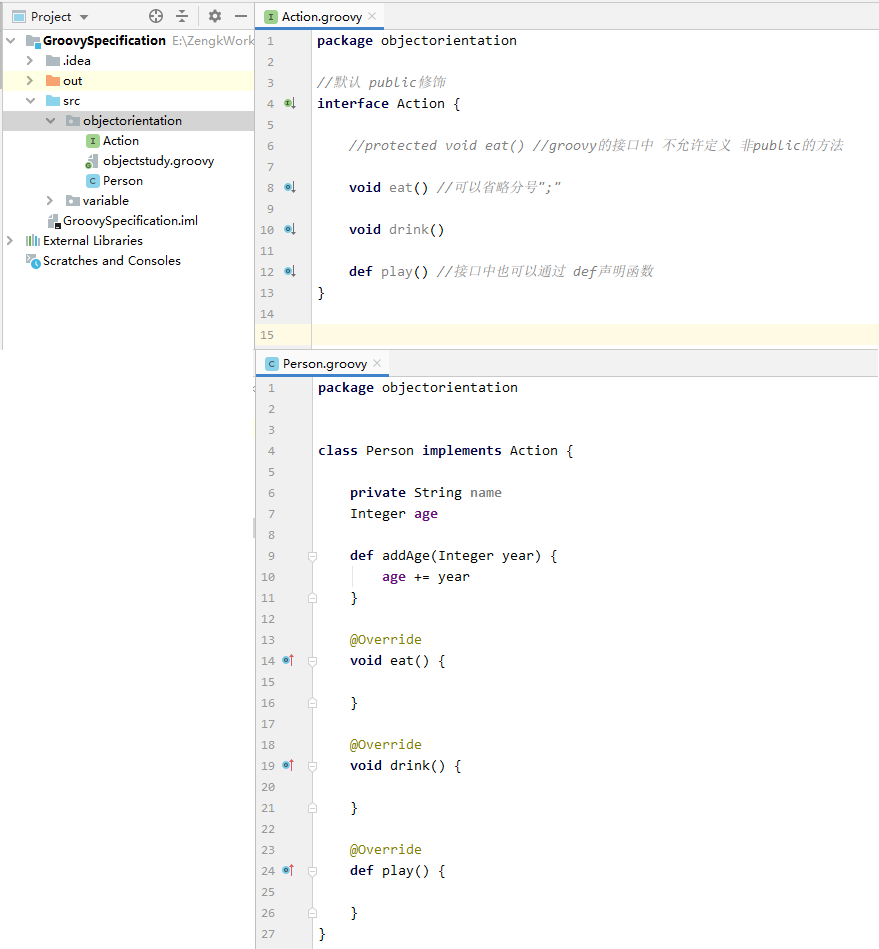 Project
GroovySpecification E:\ZengkWork
.idea
out
src
objectorientation
Action
objectstudy.groovy
Person
variable
GroovySpecification.iml
External Libraries
Scratches and Consoles
Action.groovy
1 package objectorientation
2
3 //默认 public修饰
4 interface Action {
5
6 //protected void eat() //groovy的接口中 不允许定义 非public的方法
7
8 void eat() //可以省略分号";"
9
10 void drink()
11
12 def play() //接口中也可以通过 def声明函数
13 }
14
15
Person.groovy
1 package objectorientation
2
3
4 class Person implements Action {
5
6 private String name
7 Integer age
8
9 def addAge(Integer year) {
10 age += year
11 }
12
13 @Override
14 void eat() {
15
16 }
17
18 @Override
19 void drink() {
20
21 }
22
23 @Override
24 def play() {
25
26 }
27 }